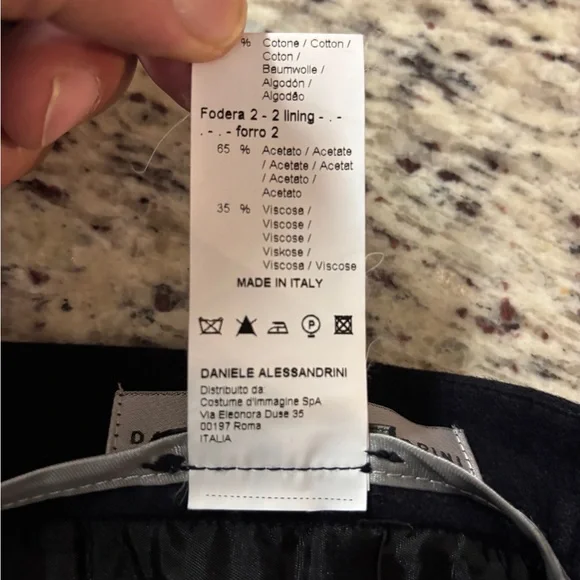 % Cotone / Cotton /
Coton /
Baumwolle /
Algodón /
Algodão
Fodera 2 - 2 lining - . -
. - . - forro 2
65 % Acetato / Acetate
/ Acetate / Acetat
/ Acetato /
Acetato
35 % Viscosa /
Viscose /
Viscose /
Viskose /
Viscosa / Viscose
MADE IN ITALY
P
DANIELE ALESSANDRINI
Distribuito da:
Costume d'Immagine SpA
Via Eleonora Duse 35
00197 Roma
ITALIA